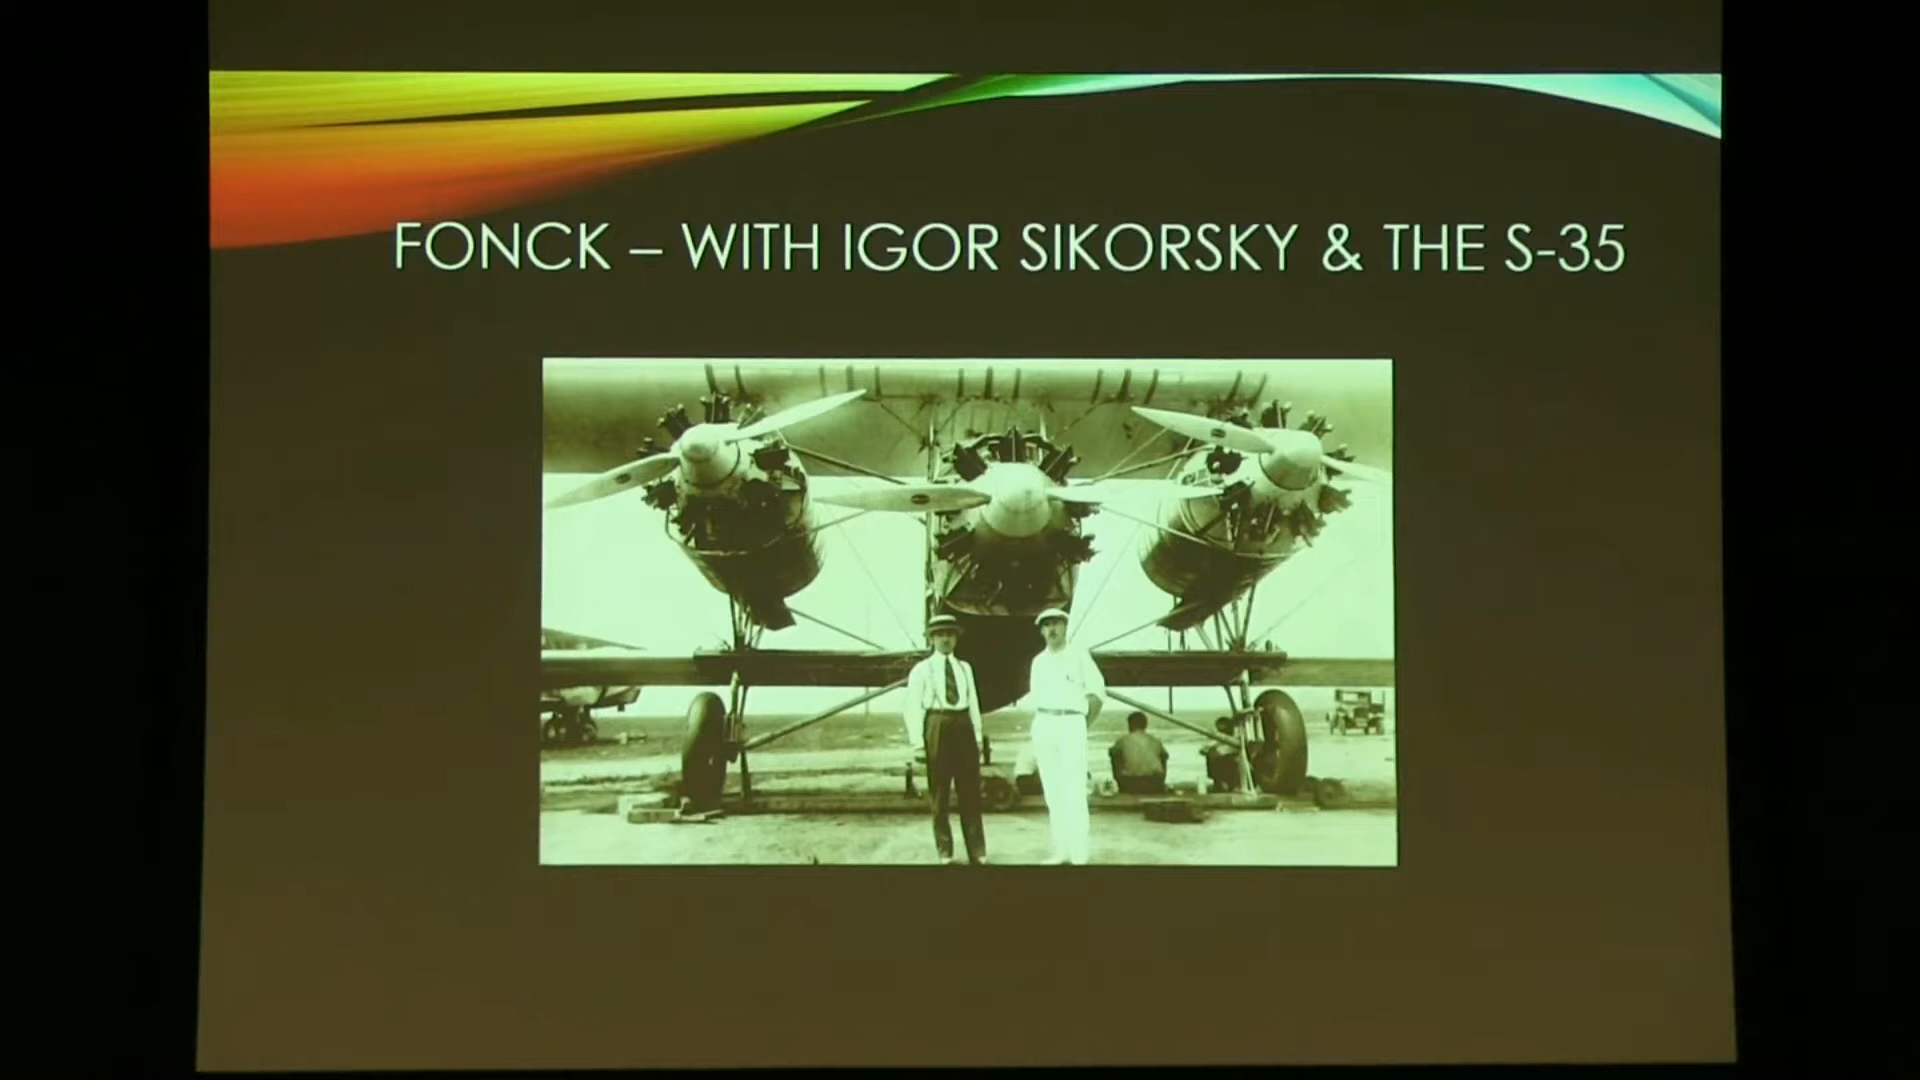 FONCK – WITH IGOR SIKORSKY & THE S-35